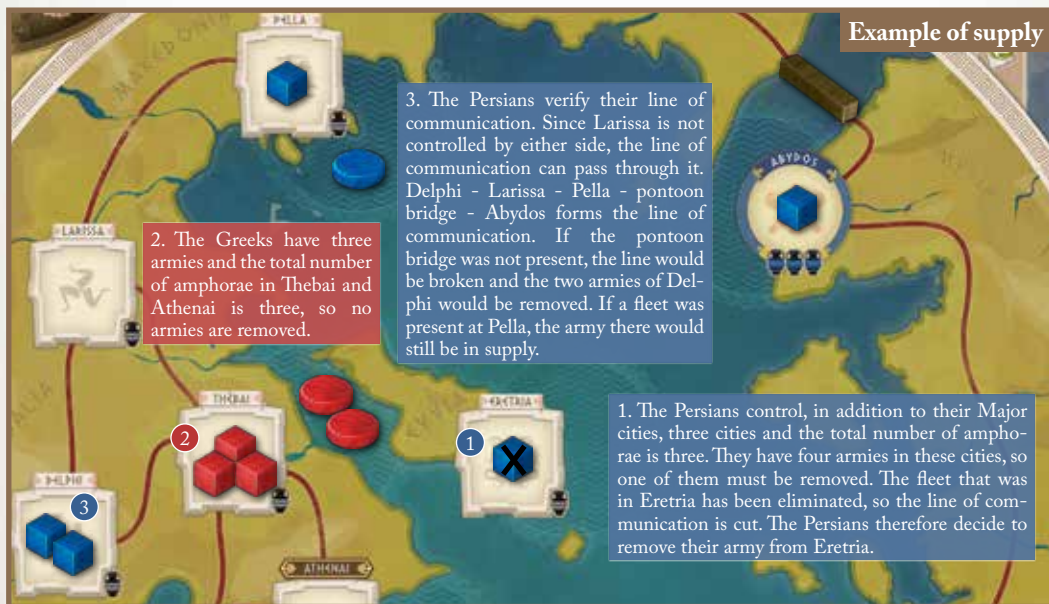 Example of supply
PELLA
MAKEDONIA
3. The Persians verify their line of
communication. Since Larissa is not
controlled by either side, the line of
communication can pass through it.
Delphi - Larissa - Pella - pontoon
bridge - Abydos forms the line of
communication. If the pontoon
bridge was not present, the line would
be broken and the two armies of Del-
phi would be removed. If a fleet was
present at Pella, the army there would
still be in supply.
ABYDOS
LARISSA
2. The Greeks have three
armies and the total number
of amphorae in Thebai and
Athenai is three, so no
armies are removed.
THEBAI
2
ERETRIA
1
X
1. The Persians control, in addition to their Major
cities, three cities and the total number of ampho-
rae is three. They have four armies in these cities, so
one of them must be removed. The fleet that was
in Eretria has been eliminated, so the line of com-
munication is cut. The Persians therefore decide to
remove their army from Eretria.
DELPHI
3
ATHENAI